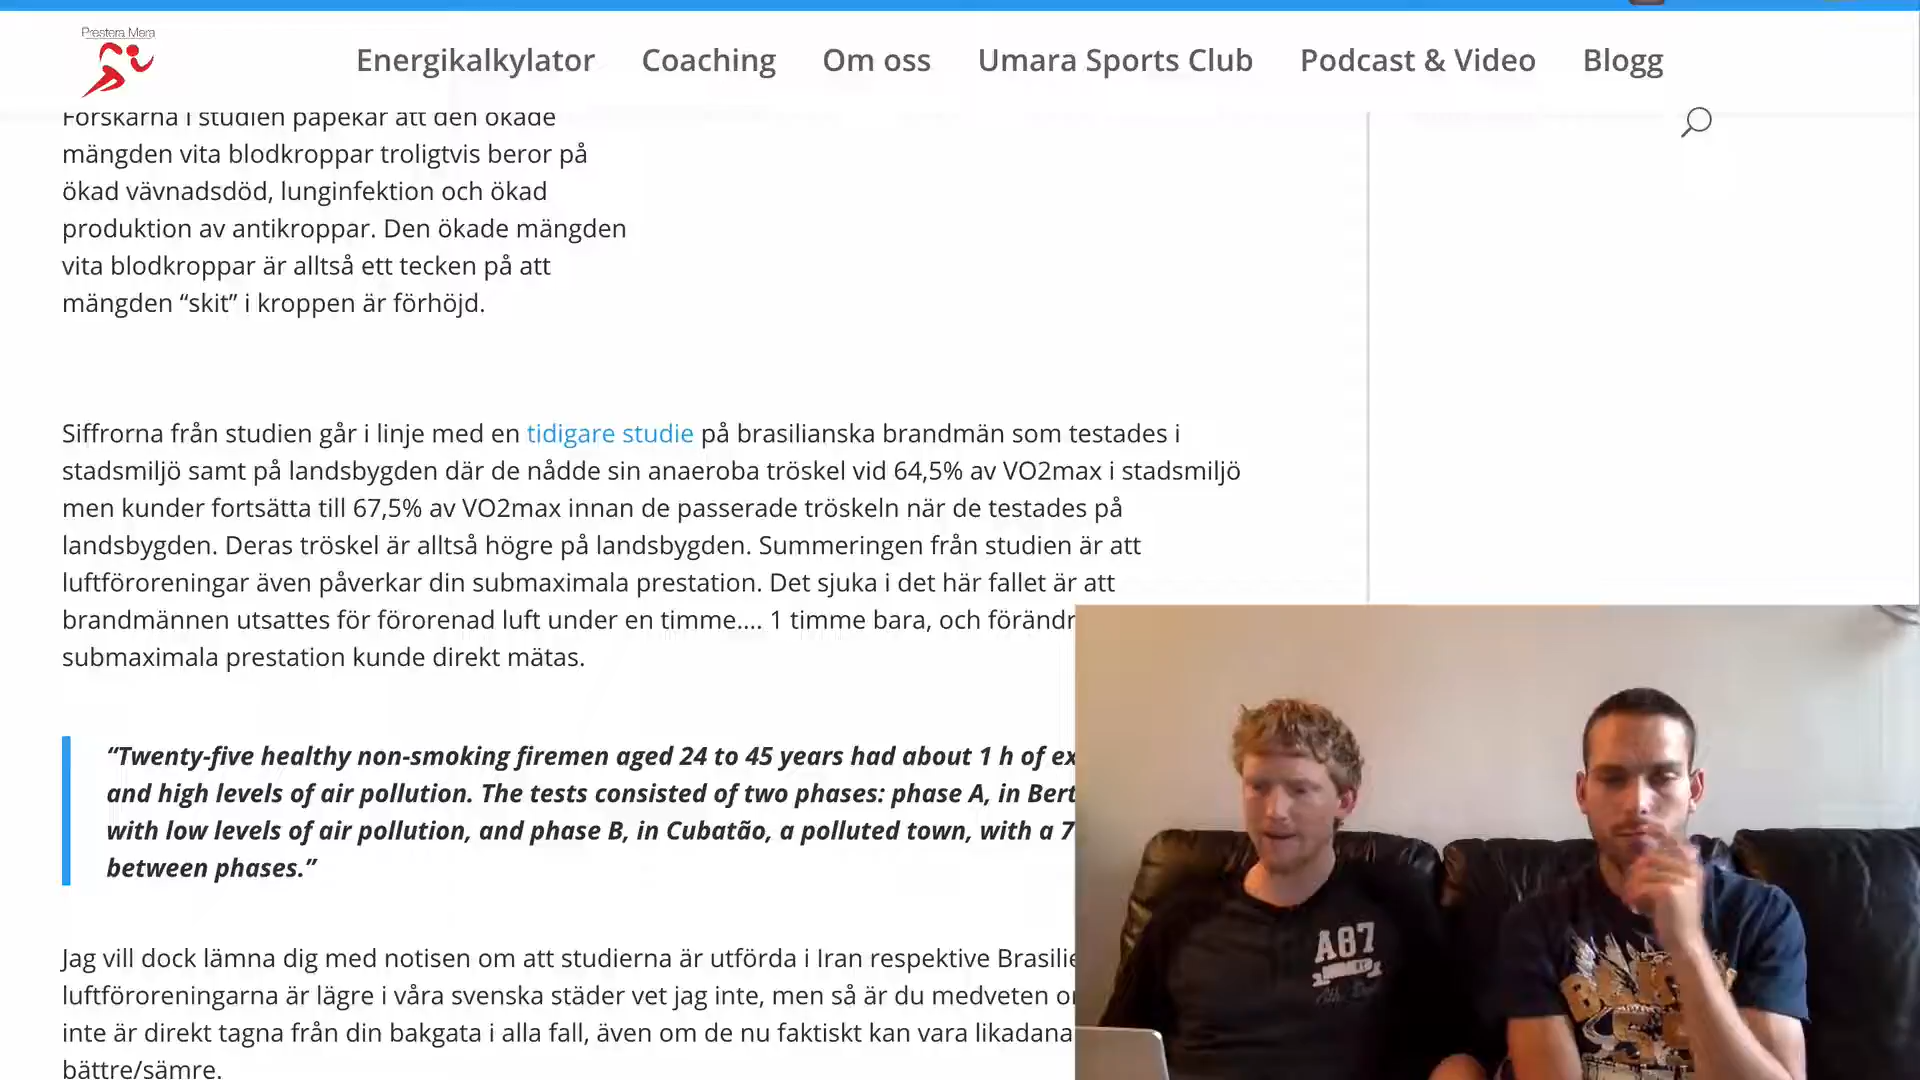 Prestera Mera
Energikalkylator Coaching Om oss Umara Sports Club Podcast & Video Blogg
Forskarna i studien påpekar att den ökade
mängden vita blodkroppar troligtvis beror på
ökad vävnadsdöd, lunginfektion och ökad
produktion av antikroppar. Den ökade mängden
vita blodkroppar är alltså ett tecken på att
mängden “skit” i kroppen är förhöjd.
Siffrorna från studien går i linje med en tidigare studie på brasilianska brandmän som testades i
stadsmiljö samt på landsbygden där de nådde sin anaeroba tröskel vid 64,5% av VO2max i stadsmiljö
men kunder fortsätta till 67,5% av VO2max innan de passerade tröskeln när de testades på
landsbygden. Deras tröskel är alltså högre på landsbygden. Summeringen från studien är att
luftföroreningar även påverkar din submaximala prestation. Det sjuka i det här fallet är att
brandmännen utsattes för förorenad luft under en timme…. 1 timme bara, och förändr
submaximala prestation kunde direkt mätas.
“Twenty-five healthy non-smoking firemen aged 24 to 45 years had about 1 h of ex
and high levels of air pollution. The tests consisted of two phases: phase A, in Bert
with low levels of air pollution, and phase B, in Cubatão, a polluted town, with a 7
between phases.”
Jag vill dock lämna dig med notisen om att studierna är utförda i Iran respektive Brasilie
luftföroreningarna är lägre i våra svenska städer vet jag inte, men så är du medveten o
inte är direkt tagna från din bakgata i alla fall, även om de nu faktiskt kan vara likadana
bättre/sämre.
A87